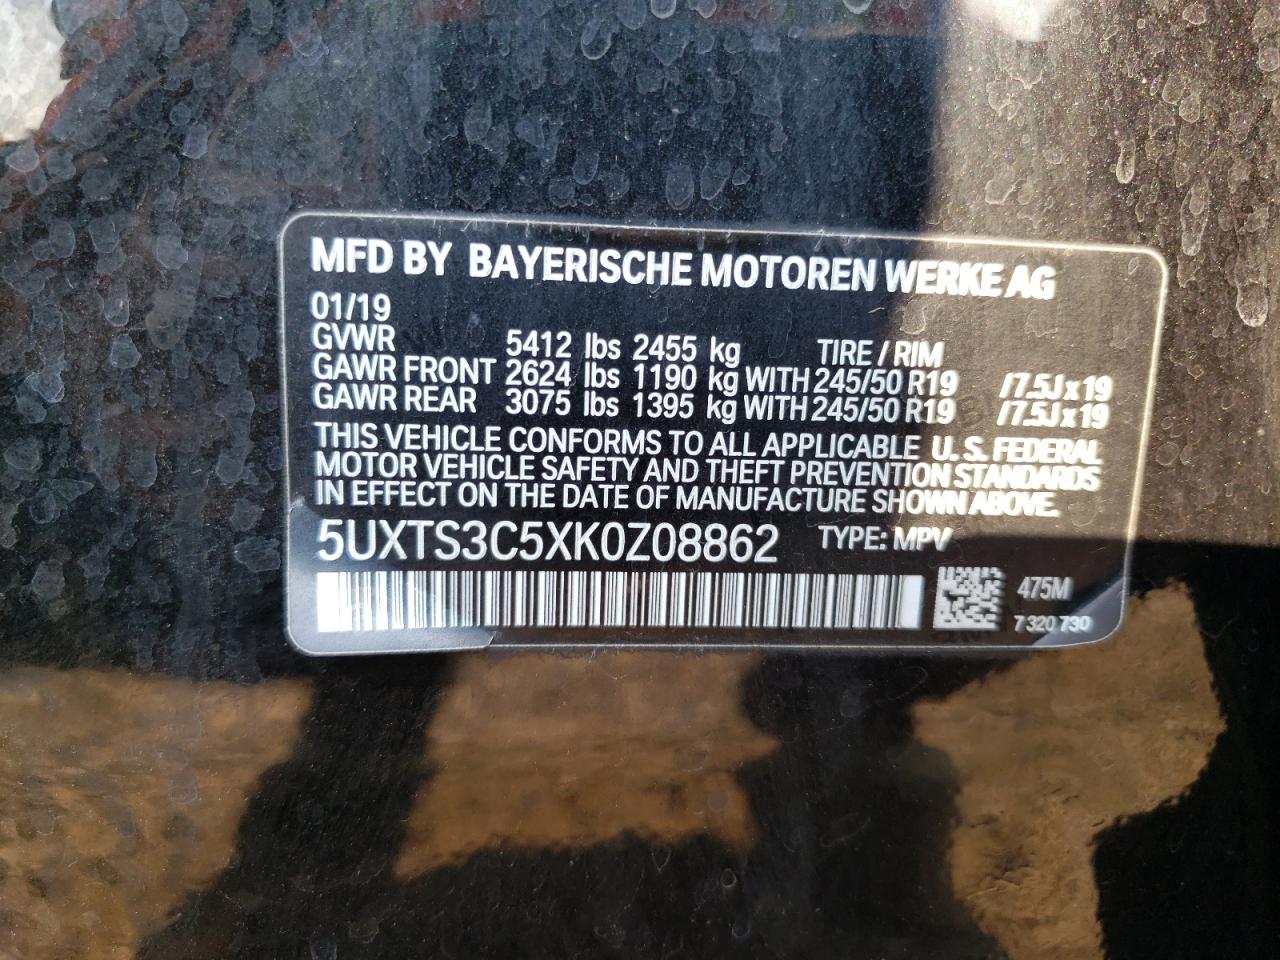 MFD BY BAYERISCHE MOTOREN WERKE AG
01/19
GVWR 5412 lbs 2455 kg TIRE / RIM
GAWR FRONT 2624 lbs 1190 kg WITH 245/50 R19 /7.5J x 19
GAWR REAR 3075 lbs 1395 kg WITH 245/50 R19 /7.5J x 19
THIS VEHICLE CONFORMS TO ALL APPLICABLE U.S. FEDERAL
MOTOR VEHICLE SAFETY AND THEFT PREVENTION STANDARDS
IN EFFECT ON THE DATE OF MANUFACTURE SHOWN ABOVE.
5UXTS3C5XK0Z08862 TYPE: MPV
475M
7 320 730